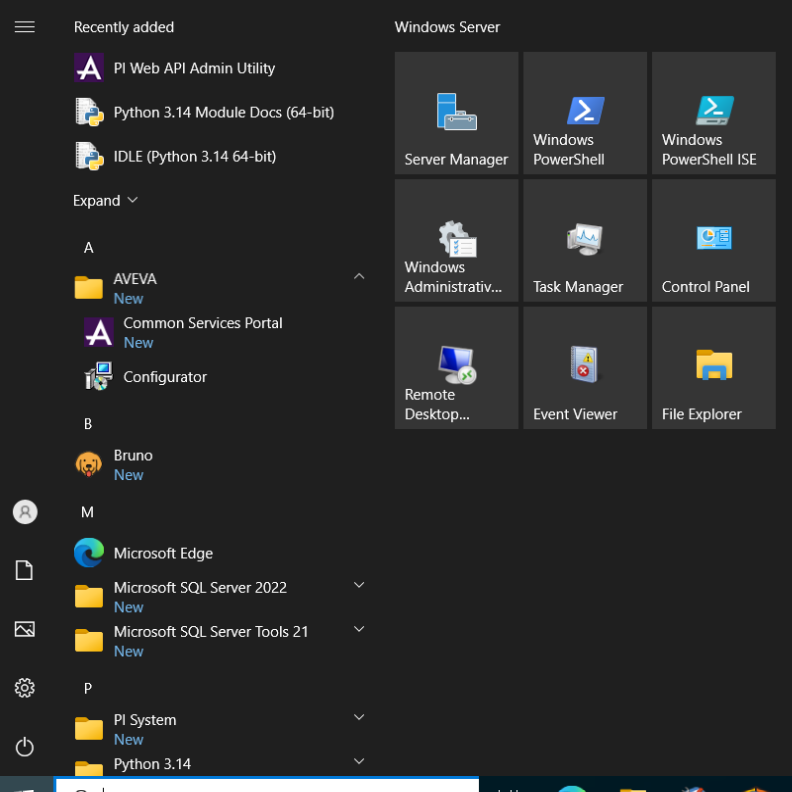 Recently added
PI Web API Admin Utility
Python 3.14 Module Docs (64-bit)
IDLE (Python 3.14 64-bit)
Expand
A
AVEVA
New
Common Services Portal
New
Configurator
B
Bruno
New
M
Microsoft Edge
Microsoft SQL Server 2022
New
Microsoft SQL Server Tools 21
New
P
PI System
New
Python 3.14
Windows Server
Server Manager
Windows
PowerShell
Windows
PowerShell ISE
Windows
Administrativ...
Task Manager
Control Panel
Remote
Desktop...
Event Viewer
File Explorer